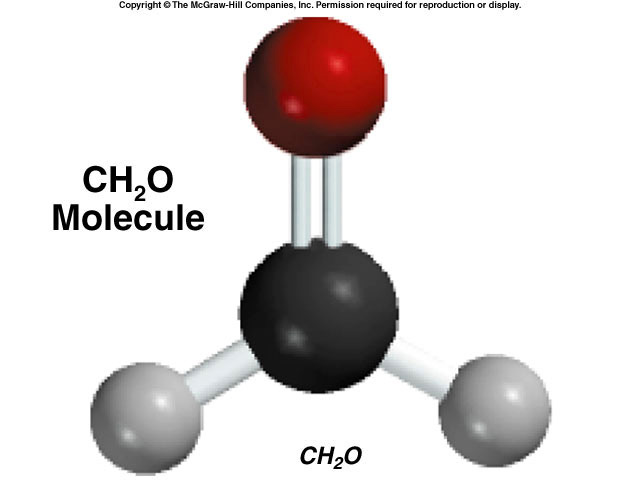 Copyright © The McGraw-Hill Companies, Inc. Permission required for reproduction or display.
CH₂O
Molecule
CH₂O